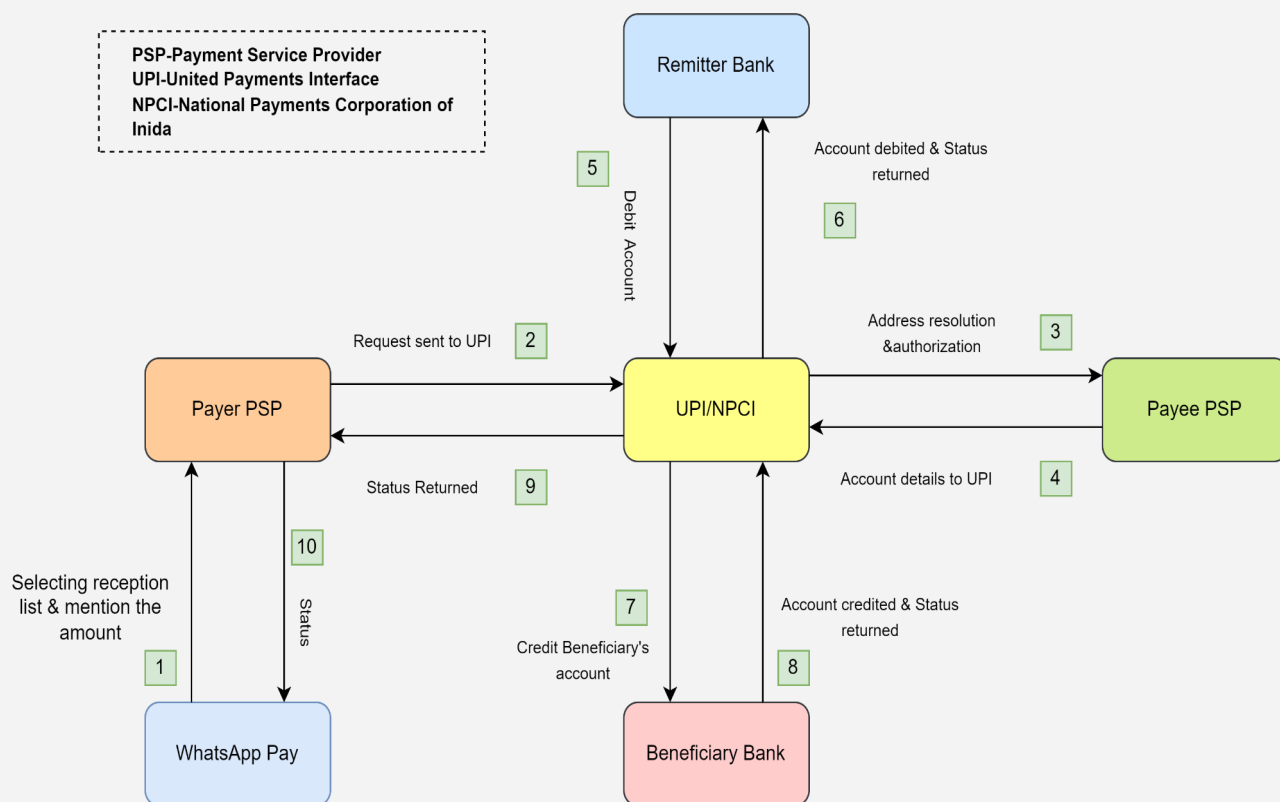 PSP-Payment Service Provider
UPI-United Payments Interface
NPCI-National Payments Corporation of
Inida
Remitter Bank
5
Debit Account
Account debited & Status
returned
6
Request sent to UPI
2
Address resolution
&authorization
3
Payer PSP
UPI/NPCI
Payee PSP
Status Returned
9
Account details to UPI
4
10
Status
Selecting reception
list & mention the
amount
1
7
Credit Beneficiary's
account
Account credited & Status
returned
8
WhatsApp Pay
Beneficiary Bank